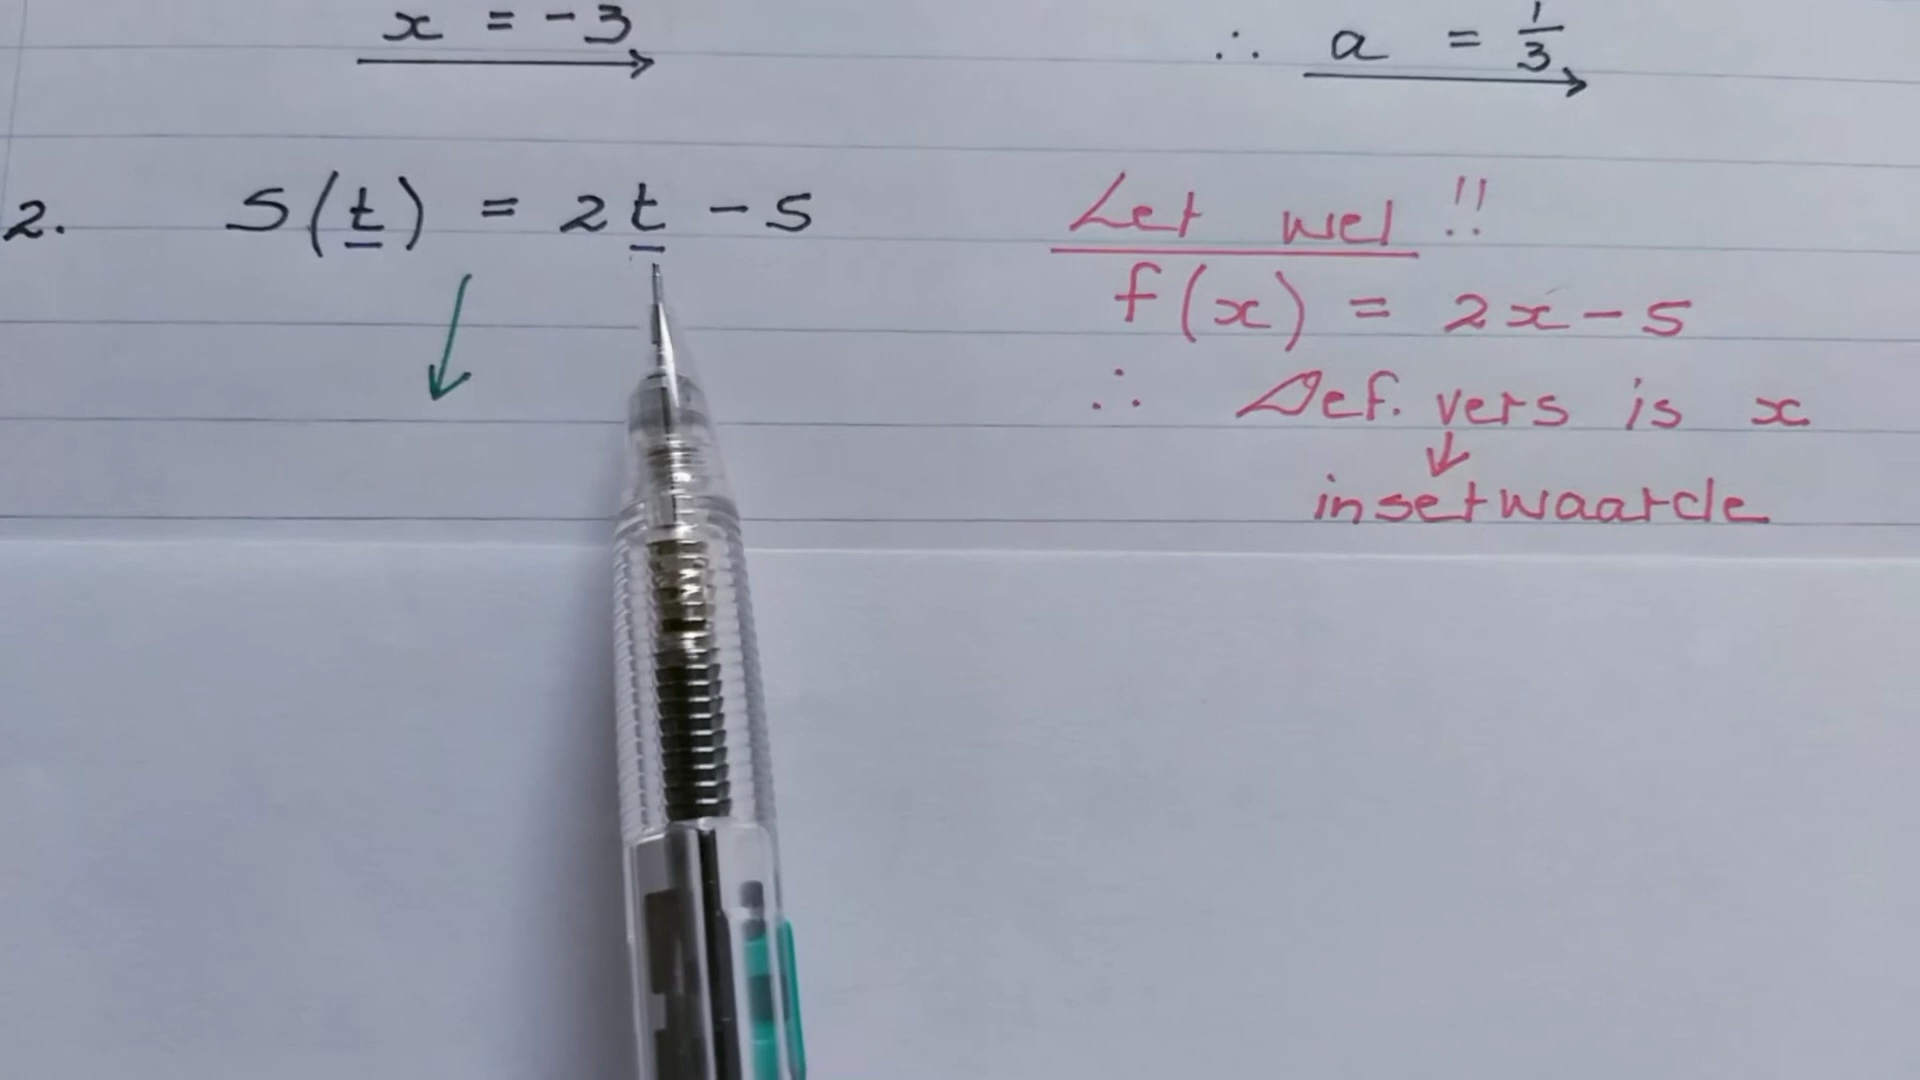 x = -3
∴ a = 1/3
2. S(t) = 2t - 5
Let wel !!
f(x) = 2x - 5
∴ Def. vers is x
↓
insetwaarde